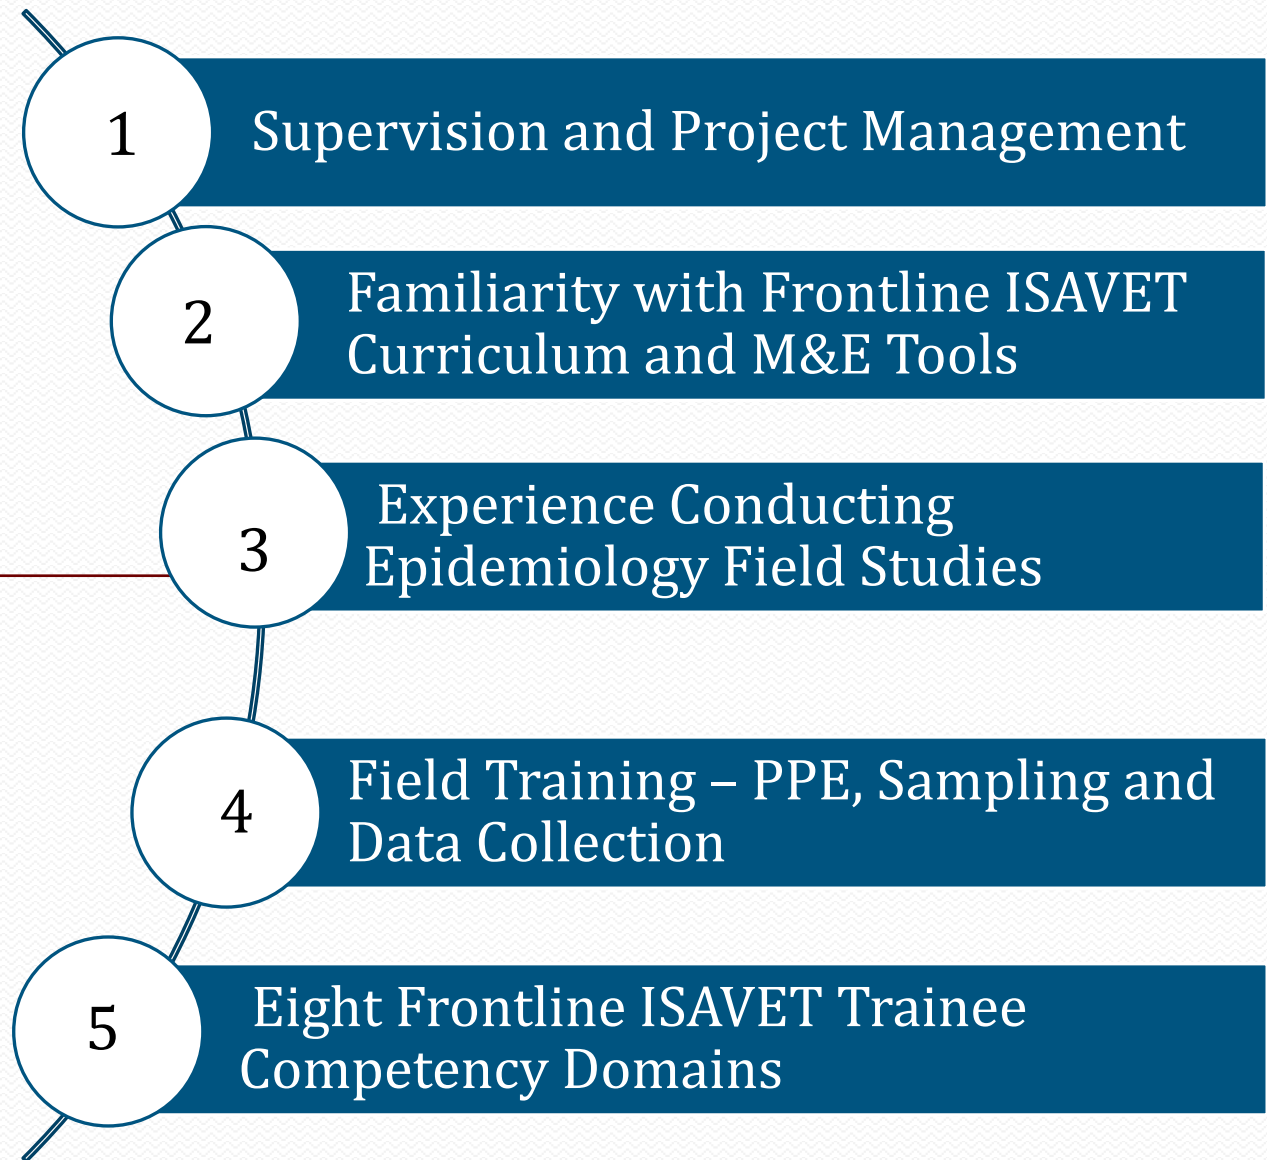 1
Supervision and Project Management
2
Familiarity with Frontline ISAVET
Curriculum and M&E Tools
3
Experience Conducting
Epidemiology Field Studies
4
Field Training – PPE, Sampling and
Data Collection
5
Eight Frontline ISAVET Trainee
Competency Domains